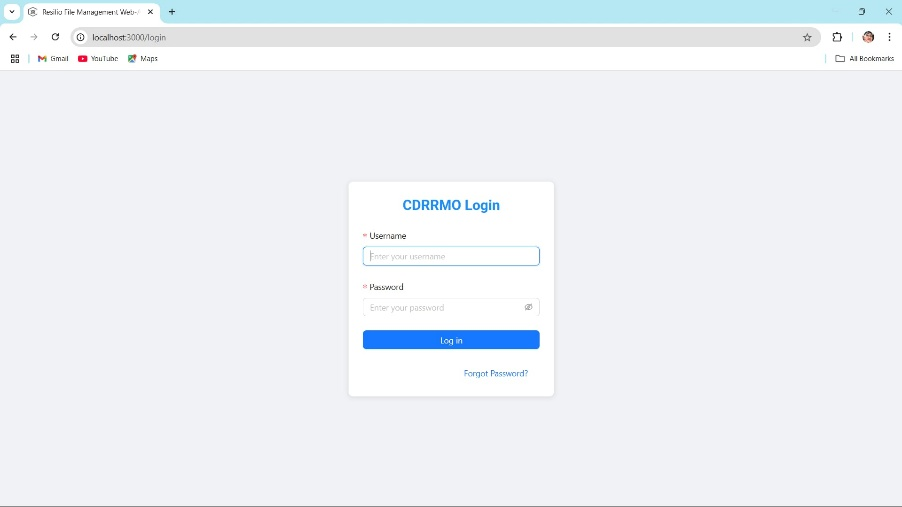 Resilio File Management Web-A
localhost:3000/login
Gmail YouTube Maps All Bookmarks
CDRRMO Login
* Username
Enter your username
* Password
Enter your password
Log in
Forgot Password?